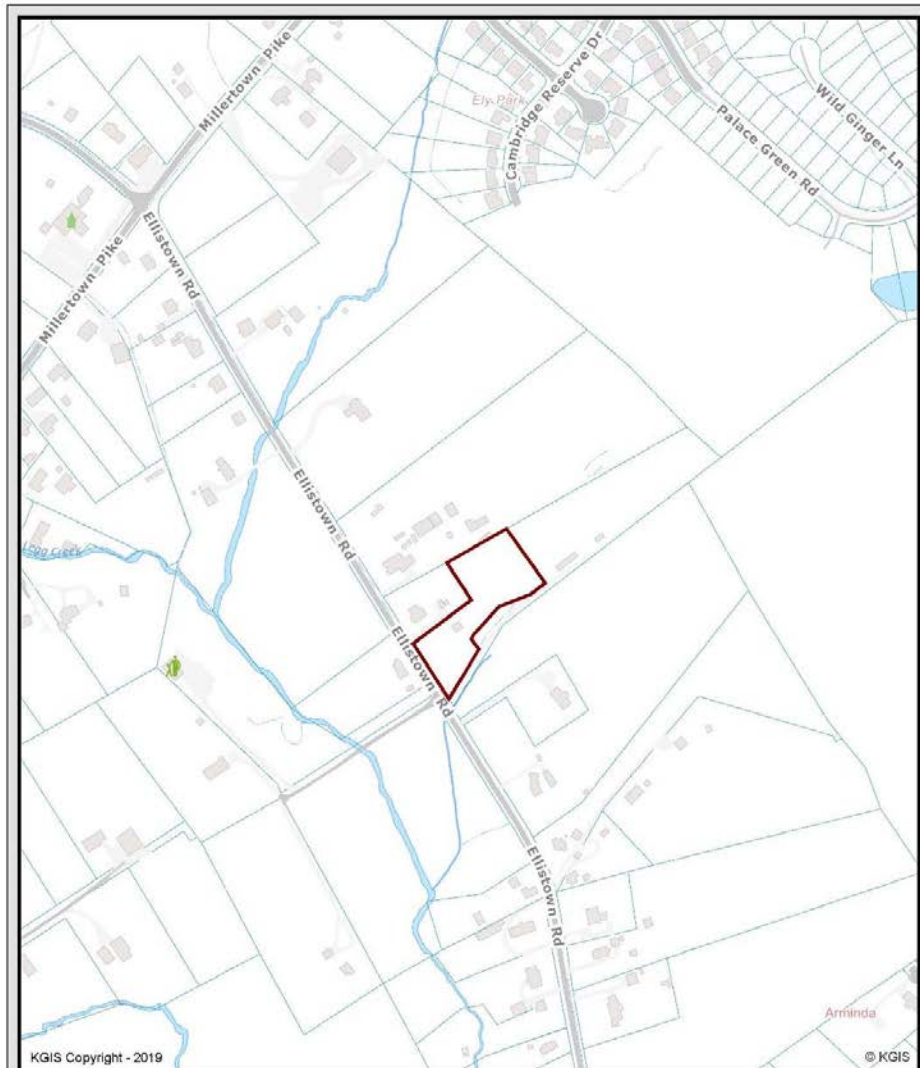 Millertown Pike
Cambridge Reserve Dr
Ely Park
Palace Green Rd
Wild Ginger Ln
Ellistown Rd
Millertown Pike
Ellistown Rd
Creek
Ellistown Rd
Ellistown Rd
Arminda
KGIS Copyright - 2019
© KGIS